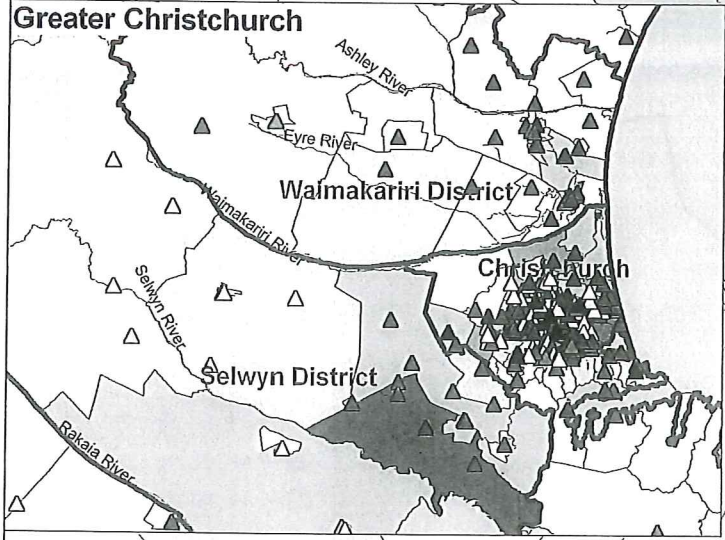 Greater Christchurch
Ashley River
Eyre River
Waimakariri District
Waimakariri River
Christchurch
Selwyn River
Selwyn District
Rakaia River